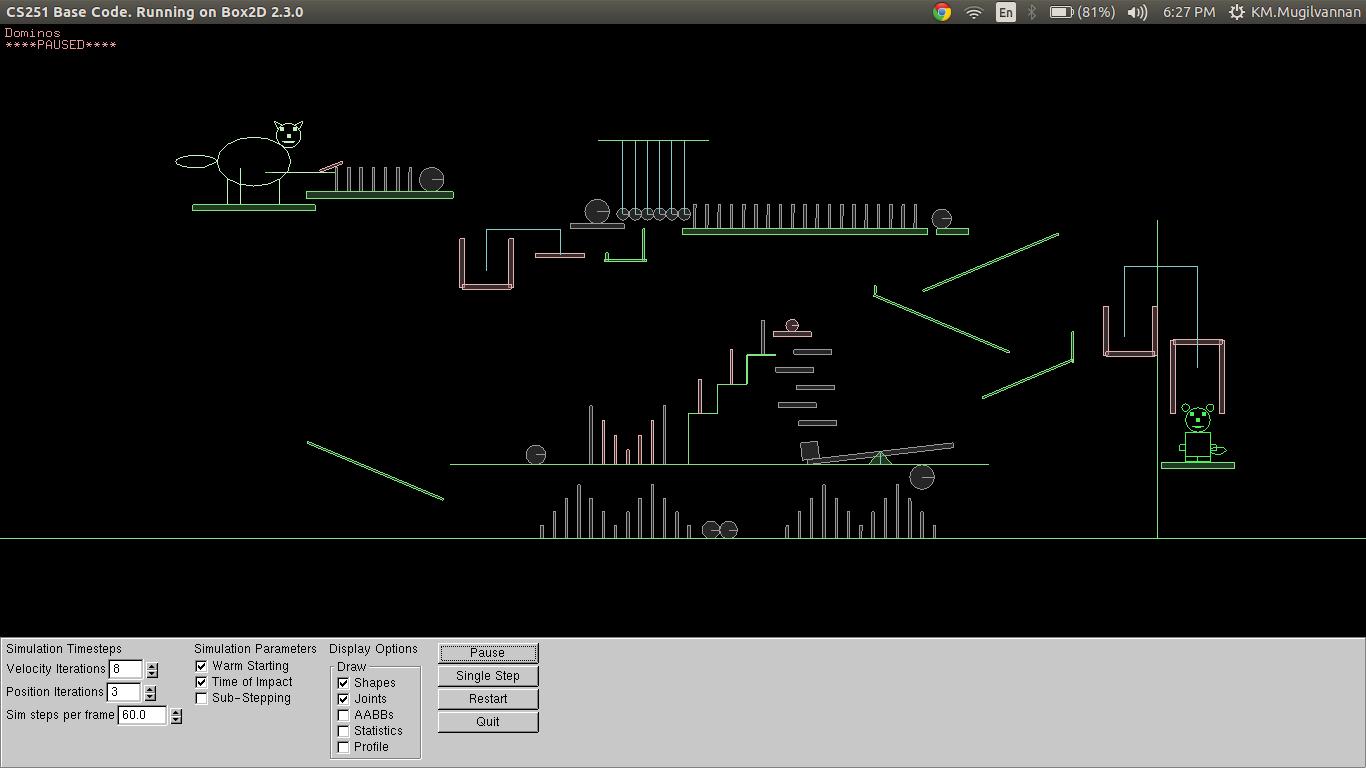 CS251 Base Code. Running on Box2D 2.3.0
En
(81%)
6:27 PM
KM.Mugilvannan
Dominos
****PAUSED****
Simulation Timesteps
Velocity Iterations 8
Position Iterations 3
Sim steps per frame 60.0
Simulation Parameters
Warm Starting
Time of Impact
Sub-Stepping
Display Options
Draw
Shapes
Joints
AABBs
Statistics
Profile
Pause
Single Step
Restart
Quit